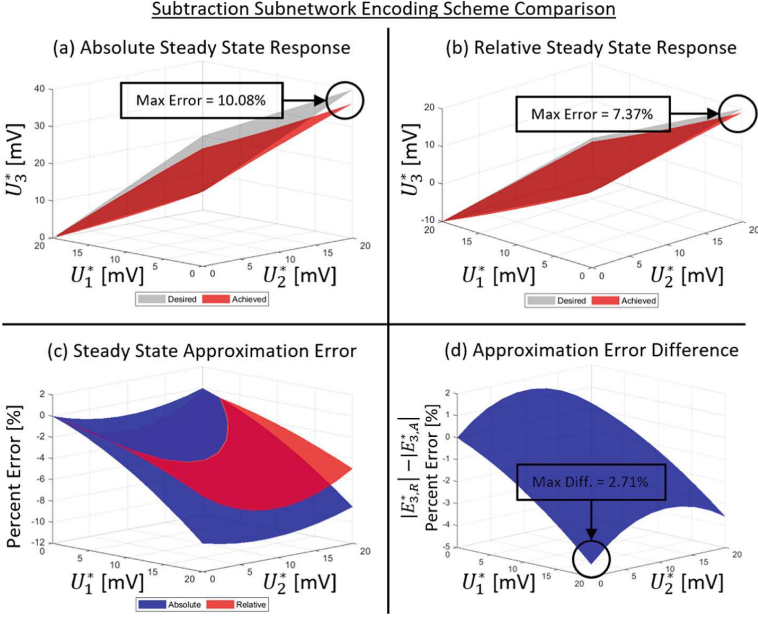 Subtraction Subnetwork Encoding Scheme Comparison
(a) Absolute Steady State Response
Max Error = 10.08%
U₃* [mV]
40
30
20
10
0
20
15
10
5
0
0
5
10
15
20
U₁* [mV]
U₂* [mV]
Desired
Achieved
(b) Relative Steady State Response
Max Error = 7.37%
U₃* [mV]
20
10
0
-10
20
15
10
5
0
0
5
10
15
20
U₁* [mV]
U₂* [mV]
Desired
Achieved
(c) Steady State Approximation Error
Percent Error [%]
2
0
-2
-4
-6
-8
-10
-12
0
5
10
15
20
0
5
10
15
20
U₁* [mV]
U₂* [mV]
Absolute
Relative
(d) Approximation Error Difference
|E₃,R*| −|E₃,A*|
Percent Error [%]
2
1
0
-1
-2
-3
-4
-5
Max Diff. = 2.71%
0
5
10
15
20
0
5
10
15
20
U₁* [mV]
U₂* [mV]